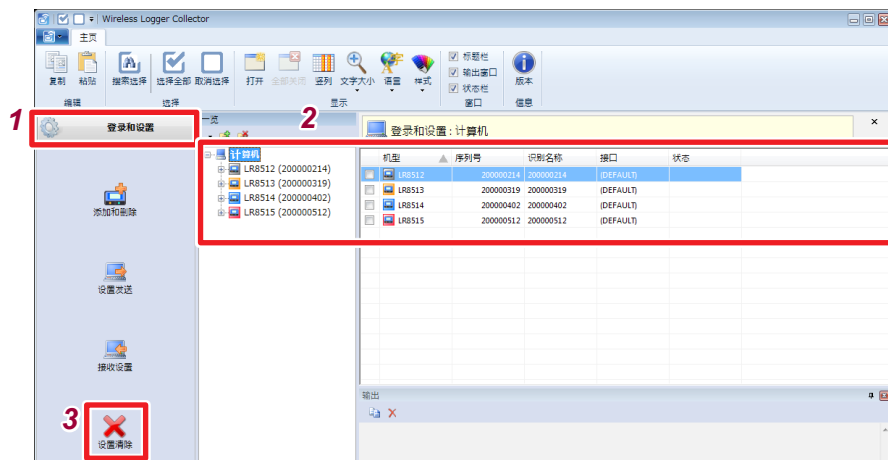 Wireless Logger Collector
主页
复制 粘贴 搜索选择 选择全部 取消选择 打开 全部关闭 竖列 文字大小 语言 样式 标题栏 输出窗口 状态栏 版本
编辑 选择 显示 窗口 信息
1 登录和设置
一览
2
登录和设置 : 计算机 ×
计算机
LR8512 (200000214)
LR8513 (200000319)
LR8514 (200000402)
LR8515 (200000512)
机型 序列号 识别名称 接口 状态
LR8512 200000214 200000214 (DEFAULT)
LR8513 200000319 200000319 (DEFAULT)
LR8514 200000402 200000402 (DEFAULT)
LR8515 200000512 200000512 (DEFAULT)
添加和删除
设置发送
接收设置
3 设置清除
输出